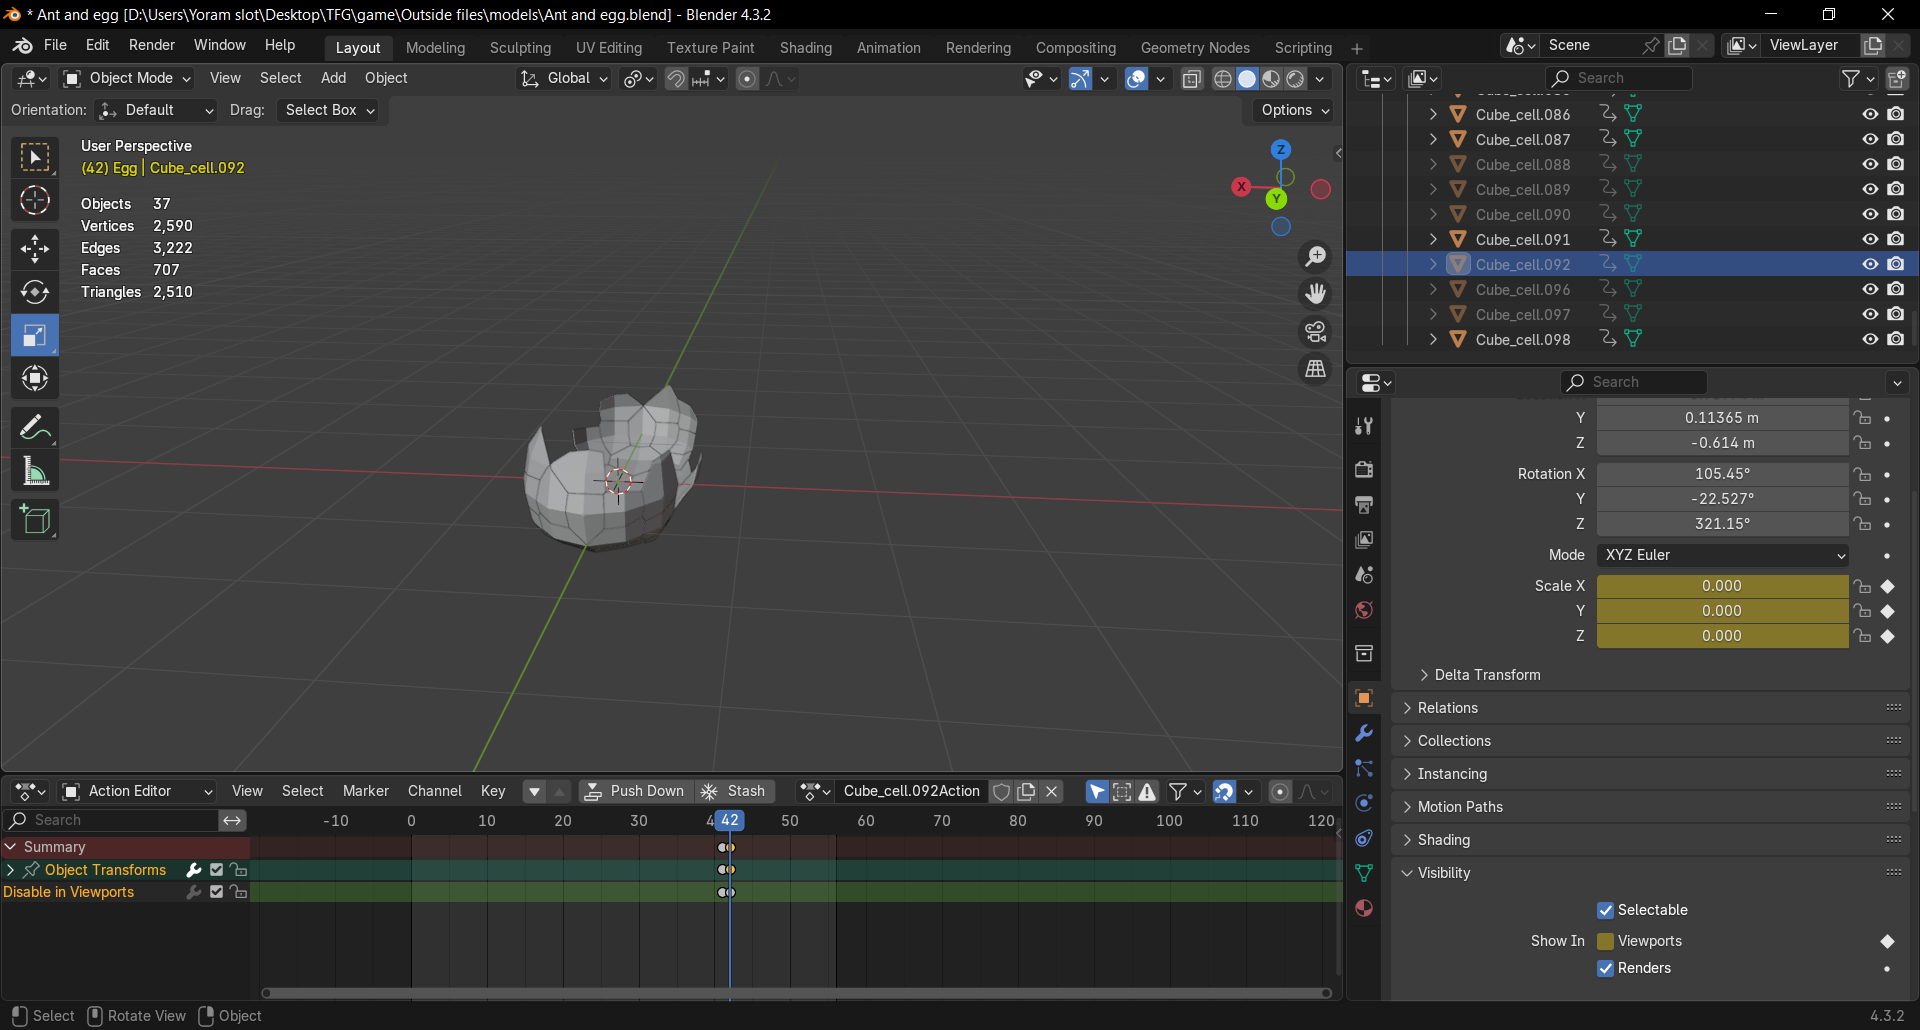 * Ant and egg [D:\Users\Yoram slot\Desktop\TFG\game\Outside files\models\Ant and egg.blend] - Blender 4.3.2
File Edit Render Window Help Layout Modeling Sculpting UV Editing Texture Paint Shading Animation Rendering Compositing Geometry Nodes Scripting + Scene ViewLayer
Object Mode View Select Add Object Global Search
Orientation: Default Drag: Select Box Options
User Perspective
(42) Egg | Cube_cell.092
Objects 37
Vertices 2,590
Edges 3,222
Faces 707
Triangles 2,510
Z
X
Y
Cube_cell.086
Cube_cell.087
Cube_cell.088
Cube_cell.089
Cube_cell.090
Cube_cell.091
Cube_cell.092
Cube_cell.096
Cube_cell.097
Cube_cell.098
Search
Y 0.11365 m
Z -0.614 m
Rotation X 105.45°
Y -22.527°
Z 321.15°
Mode XYZ Euler
Scale X 0.000
Y 0.000
Z 0.000
Delta Transform
Relations
Collections
Instancing
Motion Paths
Shading
Visibility
Selectable
Show In Viewports
Renders
Action Editor View Select Marker Channel Key Push Down Stash Cube_cell.092Action
Search -10 0 10 20 30 4 42 50 60 70 80 90 100 110 120
Summary
Object Transforms
Disable in Viewports
Select Rotate View Object 4.3.2